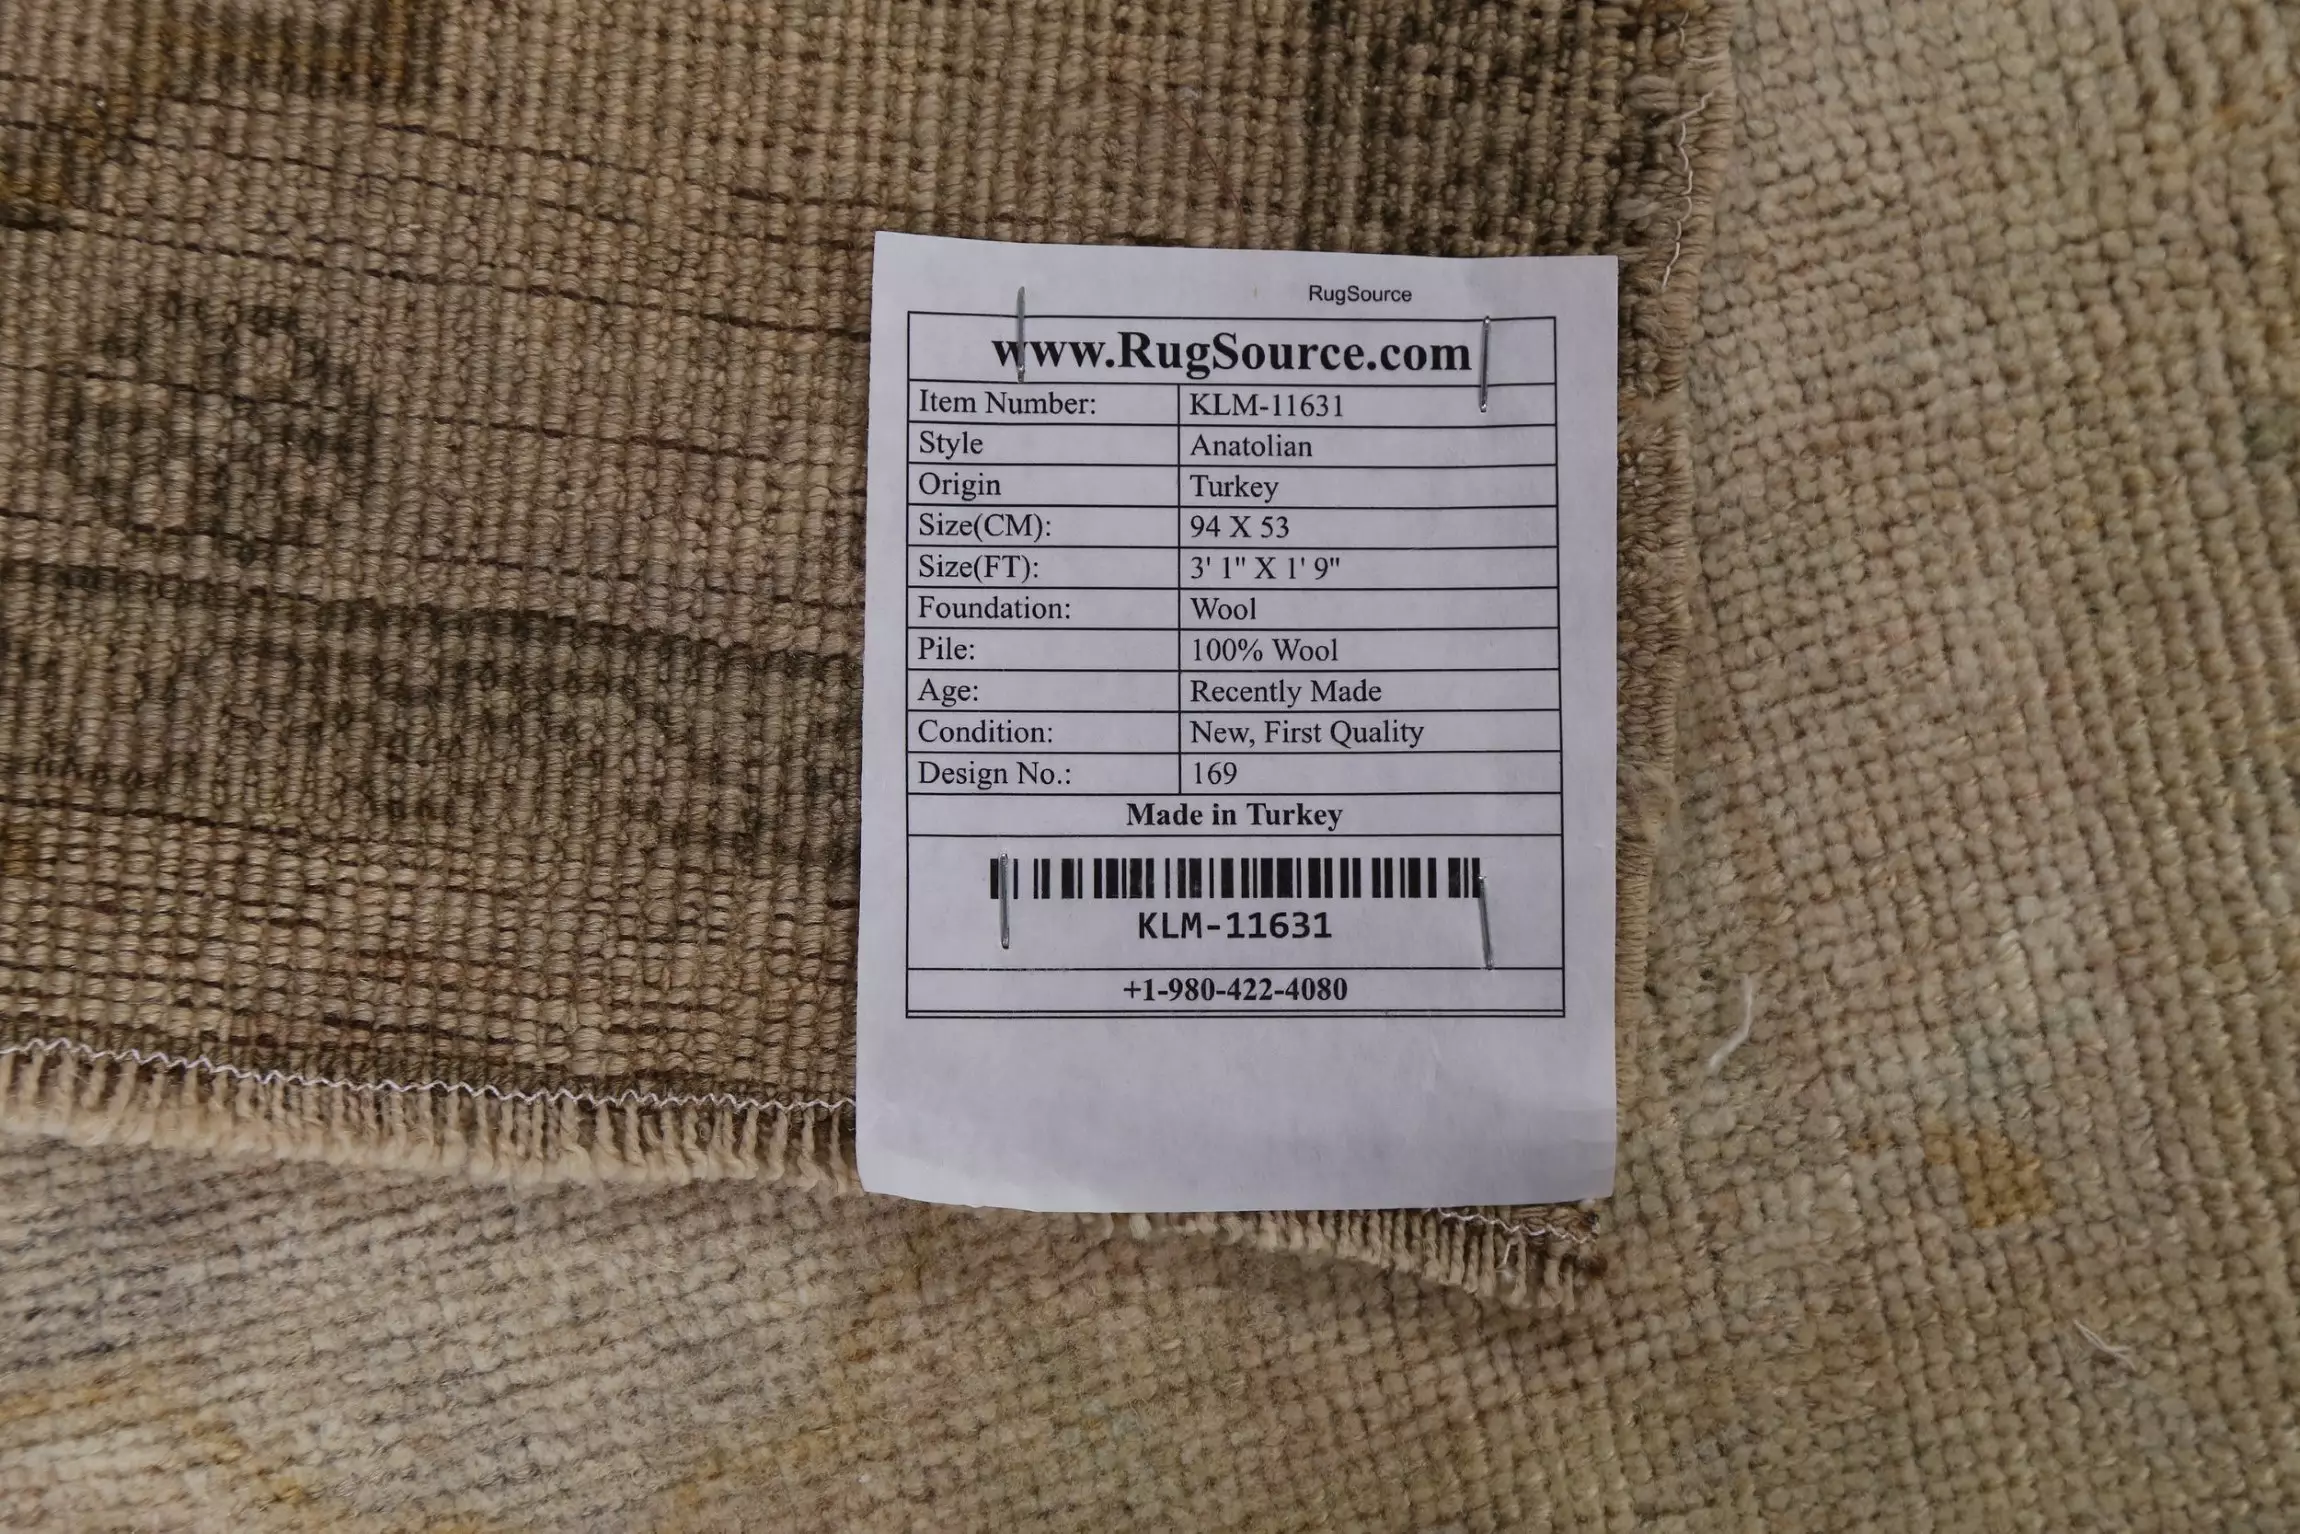 RugSource
www.RugSource.com
Item Number: KLM-11631
Style Anatolian
Origin Turkey
Size(CM): 94 X 53
Size(FT): 3' 1" X 1' 9"
Foundation: Wool
Pile: 100% Wool
Age: Recently Made
Condition: New, First Quality
Design No.: 169
Made in Turkey
KLM-11631
+1-980-422-4080